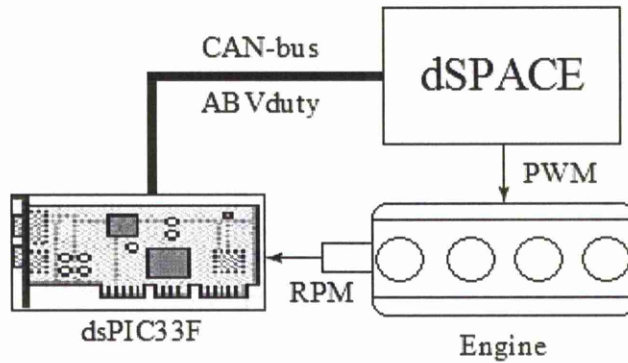 CAN-bus
dSPACE
ABVduty
PWM
RPM
dsPIC33F
Engine